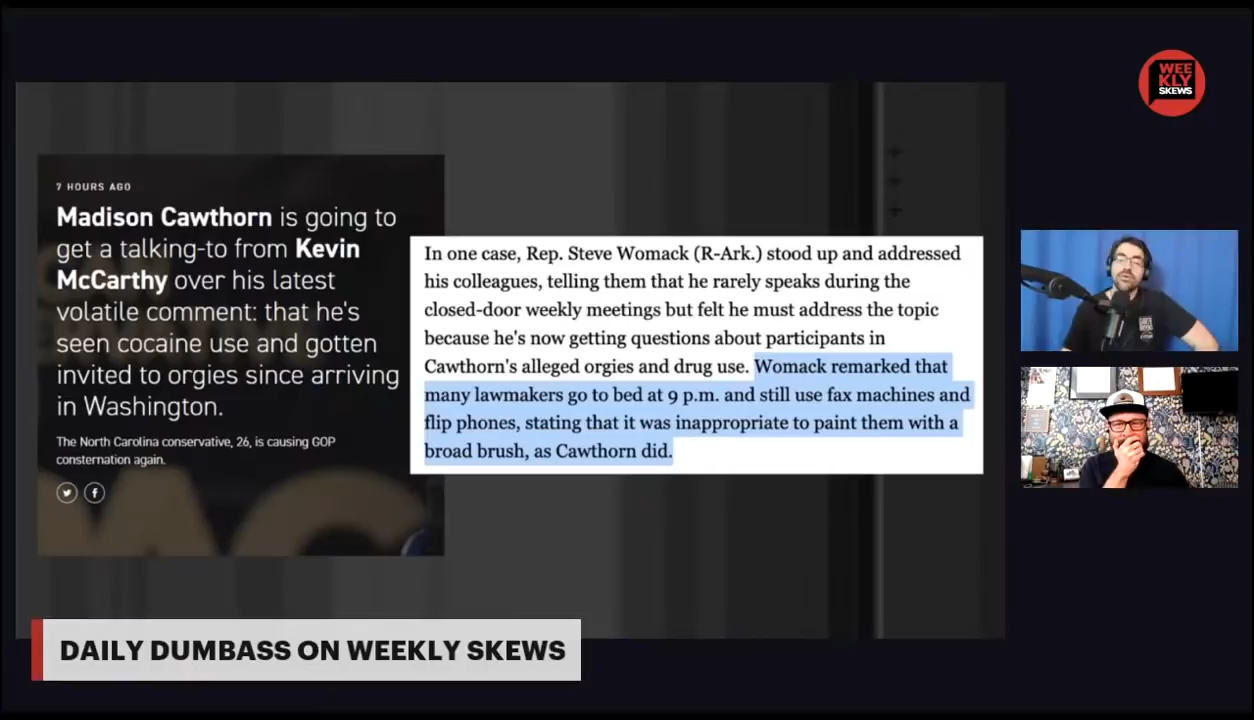 WEE
KLY
SKEWS
7 HOURS AGO
Madison Cawthorn is going to
get a talking-to from Kevin
McCarthy over his latest
volatile comment: that he's
seen cocaine use and gotten
invited to orgies since arriving
in Washington.
The North Carolina conservative, 26, is causing GOP
consternation again.
In one case, Rep. Steve Womack (R-Ark.) stood up and addressed
his colleagues, telling them that he rarely speaks during the
closed-door weekly meetings but felt he must address the topic
because he's now getting questions about participants in
Cawthorn's alleged orgies and drug use. Womack remarked that
many lawmakers go to bed at 9 p.m. and still use fax machines and
flip phones, stating that it was inappropriate to paint them with a
broad brush, as Cawthorn did.
DAILY DUMBASS ON WEEKLY SKEWS